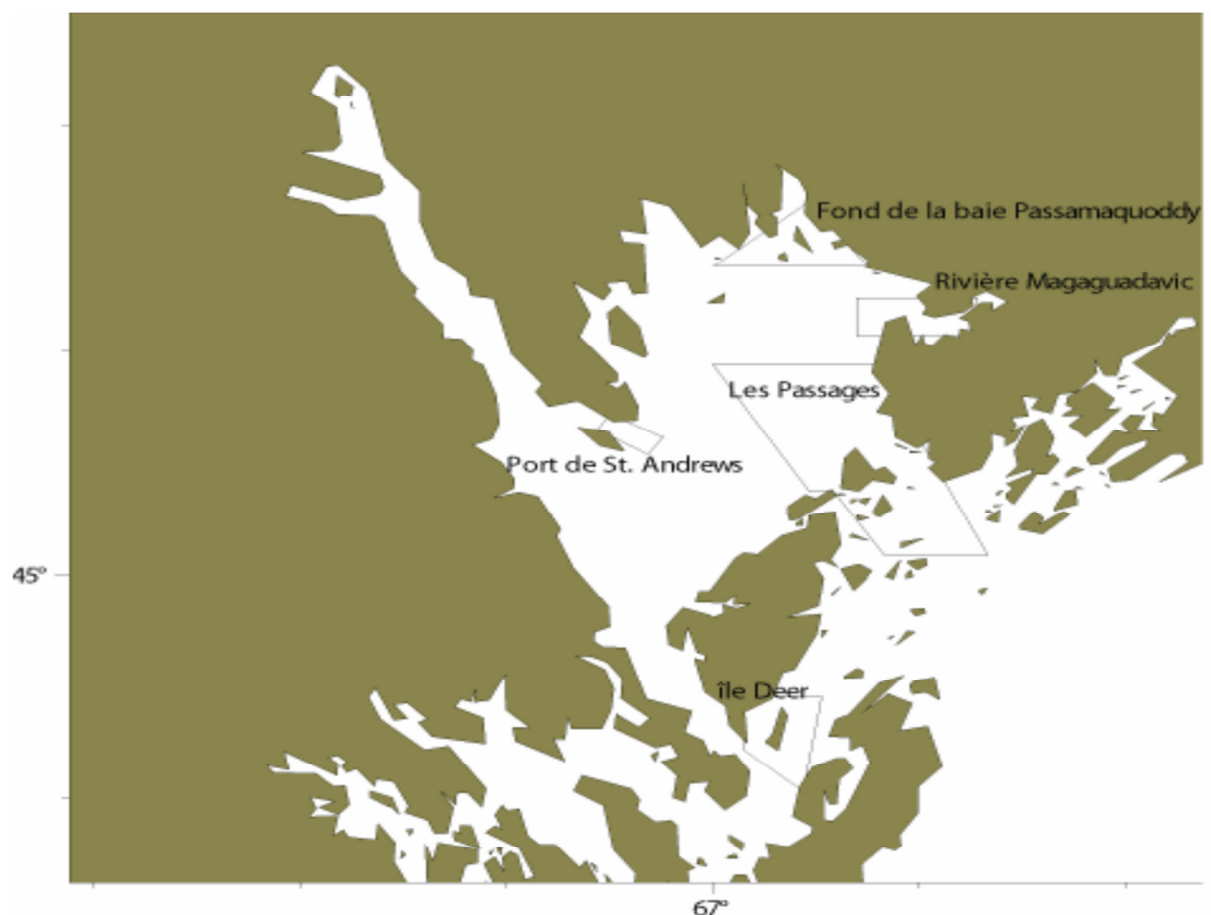 Fond de la baie Passamaquoddy
Rivière Magaguadavic
Les Passages
Port de St. Andrews
45°
île Deer
67°